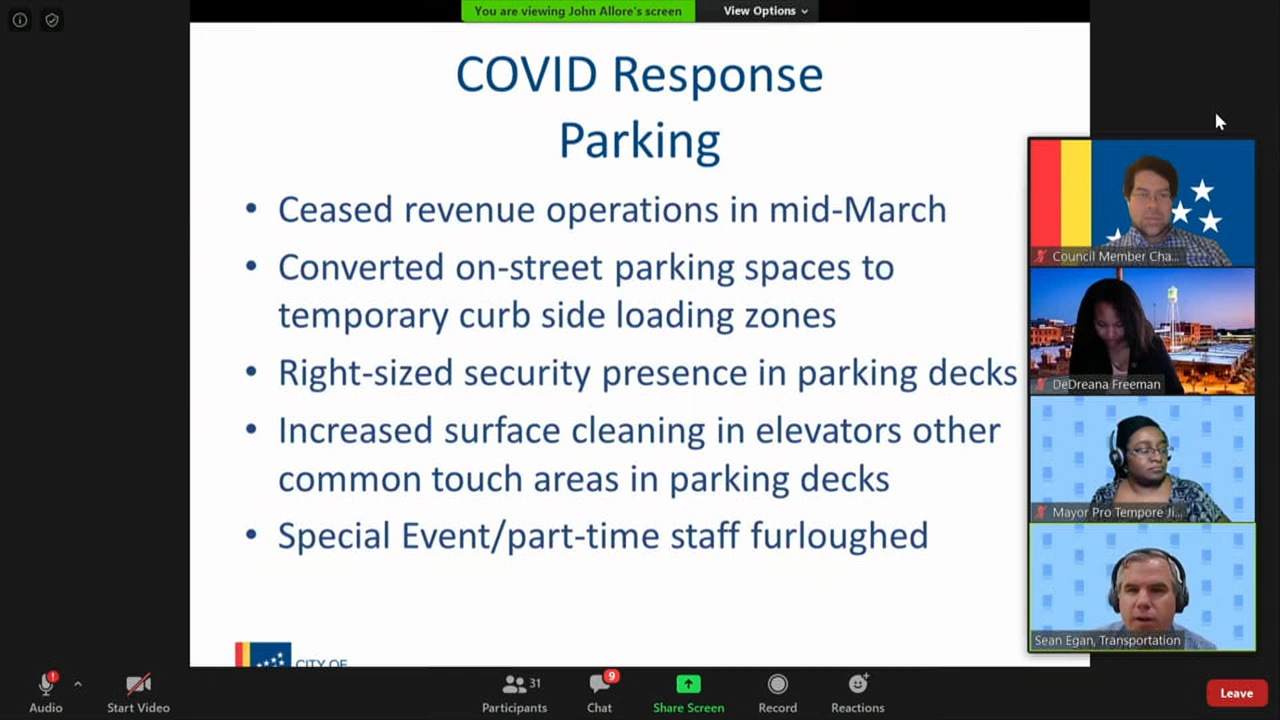 You are viewing John Allore's screen
View Options
COVID Response
Parking
• Ceased revenue operations in mid-March
• Converted on-street parking spaces to
temporary curb side loading zones
• Right-sized security presence in parking decks
• Increased surface cleaning in elevators other
common touch areas in parking decks
• Special Event/part-time staff furloughed
CITY OF
Council Member Cha...
DeDreana Freeman
Mayor Pro Tempore Ji...
Sean Egan, Transportation
Audio
Start Video
Participants
31
Chat
9
Share Screen
Record
Reactions
Leave